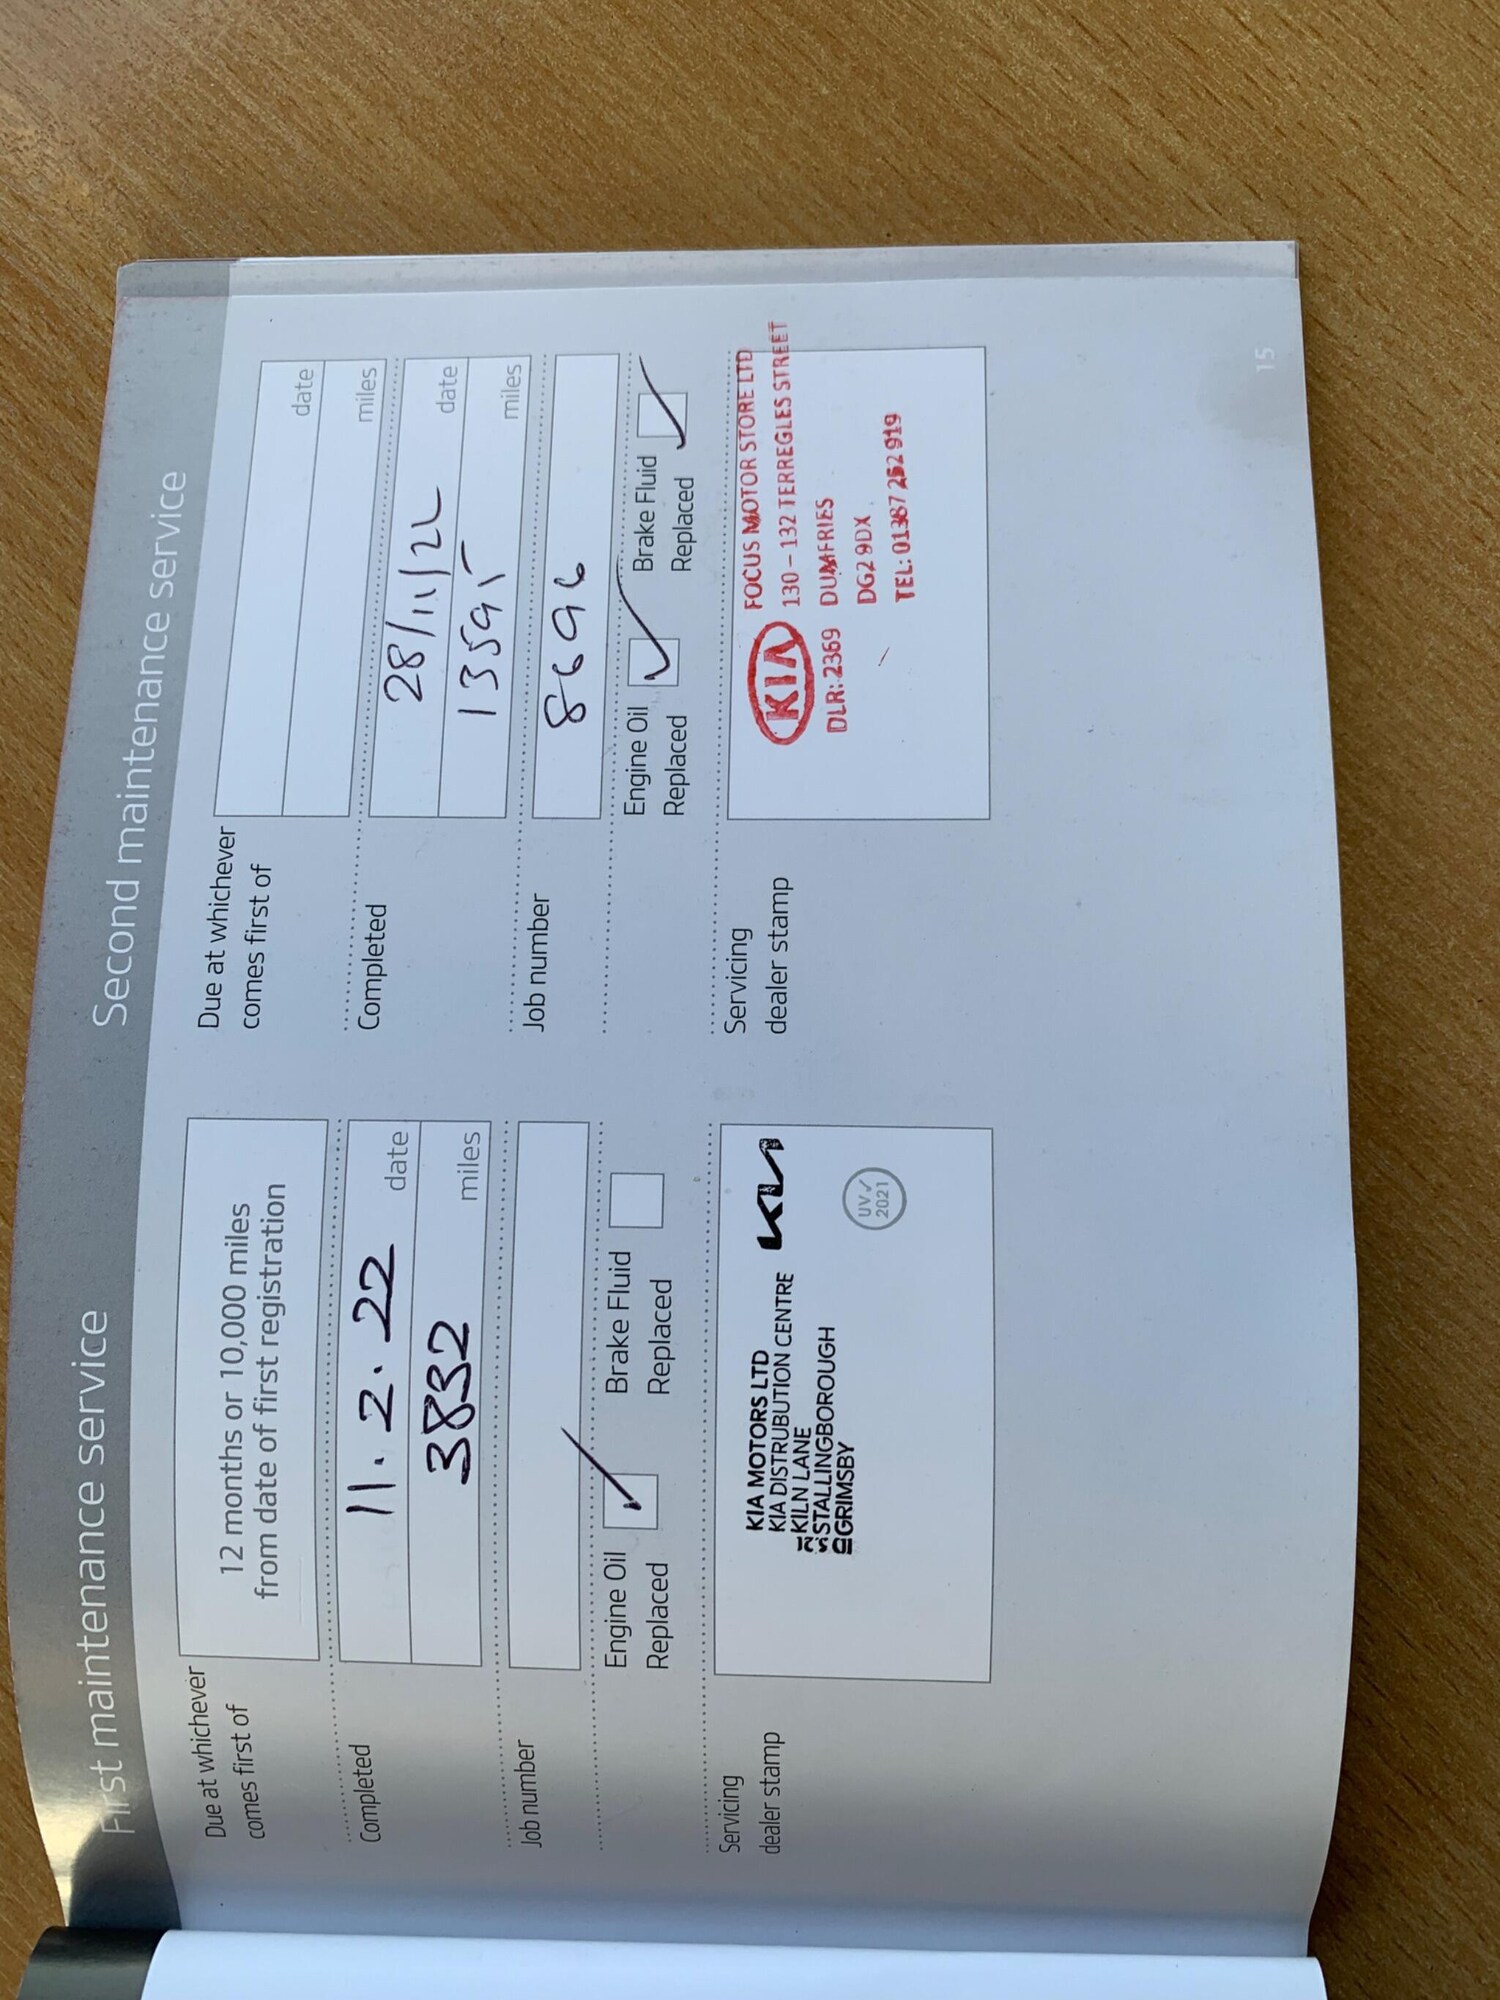 First maintenance service
Due at whichever
comes first of
12 months or 10,000 miles
from date of first registration
Completed
11.2.22 date
3832 miles
Job number
Engine Oil
Replaced
Brake Fluid
Replaced
Servicing
dealer stamp
KIA MOTORS LTD
KIA DISTRUBUTION CENTRE
KILN LANE
STALLINGBOROUGH
GRIMSBY
KIA
UV✓
2021
Second maintenance service
Due at whichever
comes first of
date
miles
Completed
28/11/22 date
13595 miles
Job number
8696
Engine Oil
Replaced
Brake Fluid
Replaced
Servicing
dealer stamp
KIA FOCUS MOTOR STORE LTD
130 – 132 TERREGLES STREET
DLR: 2369 DUMFRIES
DG2 9DX
TEL: 01387 262 919
15